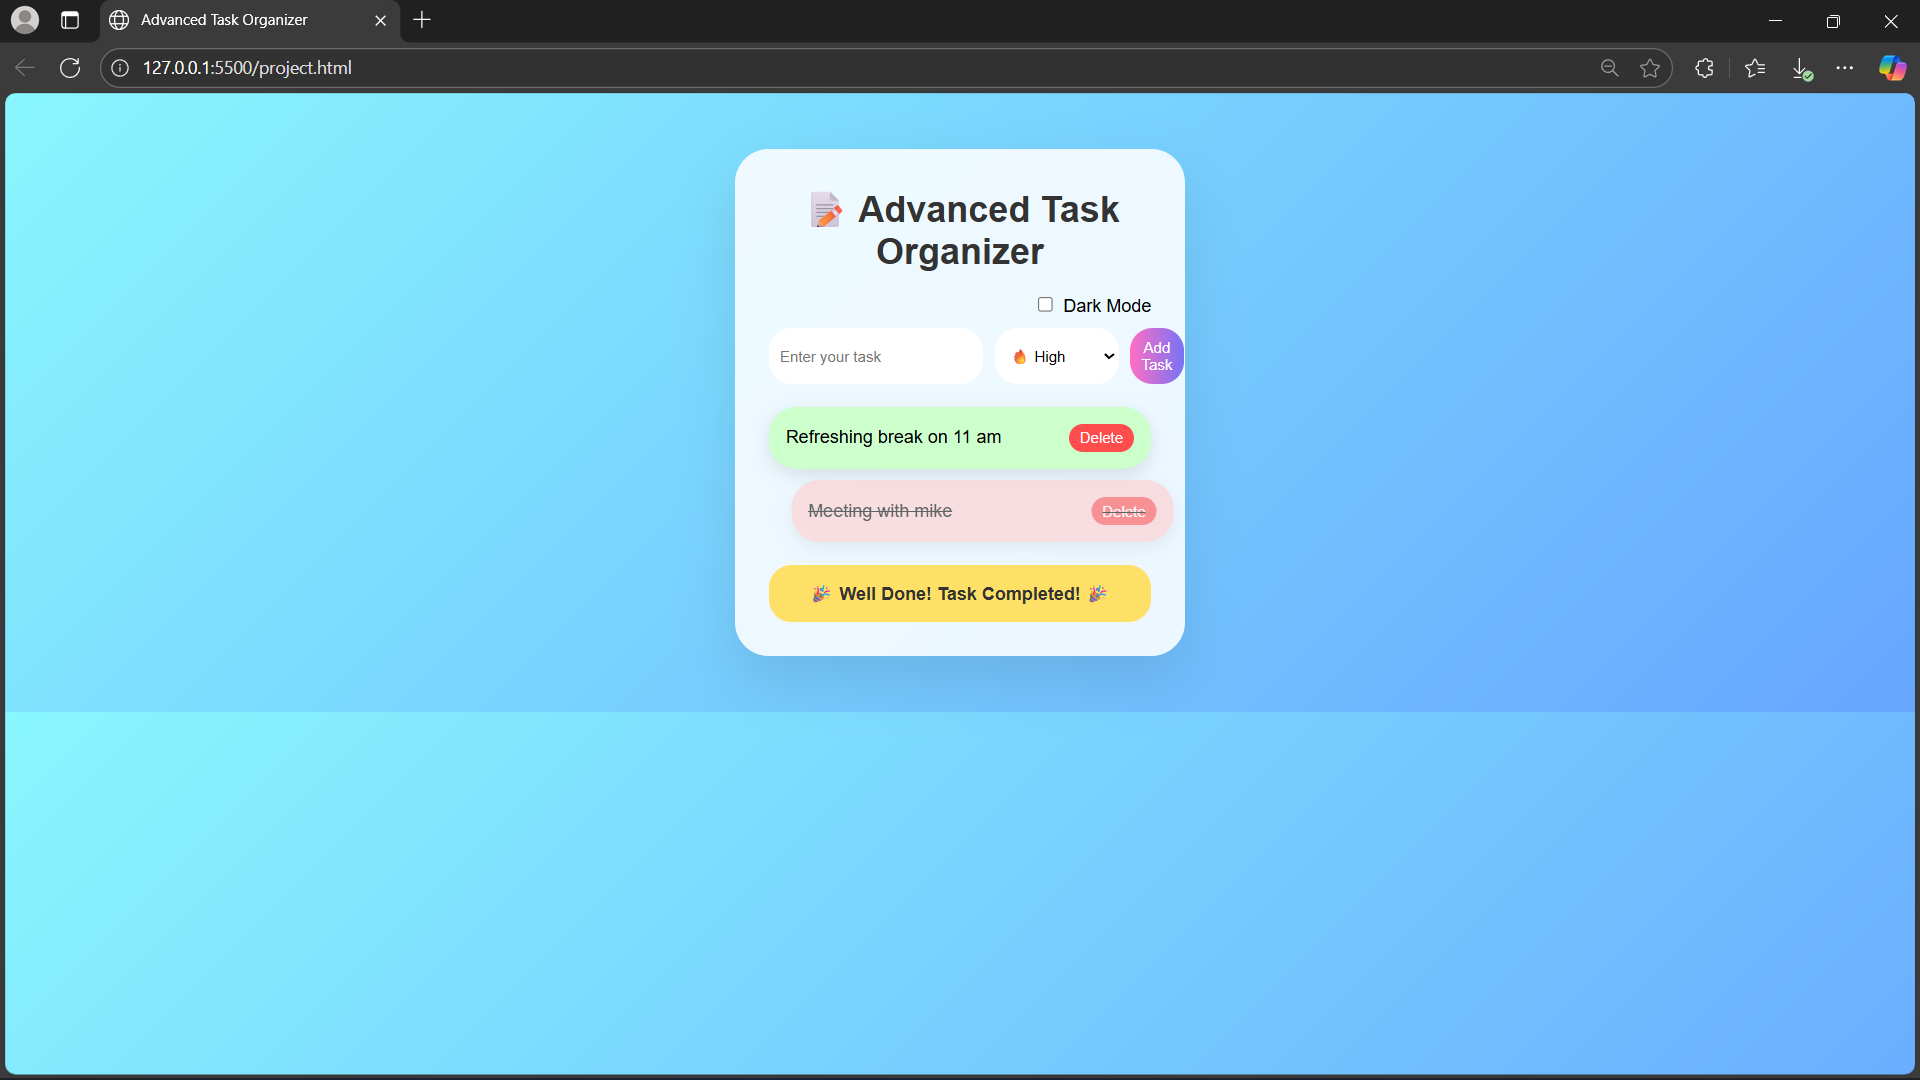 Advanced Task Organizer
127.0.0.1:5500/project.html
📝 Advanced Task
Organizer
Dark Mode
Enter your task
🔥 High
Add
Task
Refreshing break on 11 am
Delete
Meeting with mike
Delete
🎉 Well Done! Task Completed! 🎉